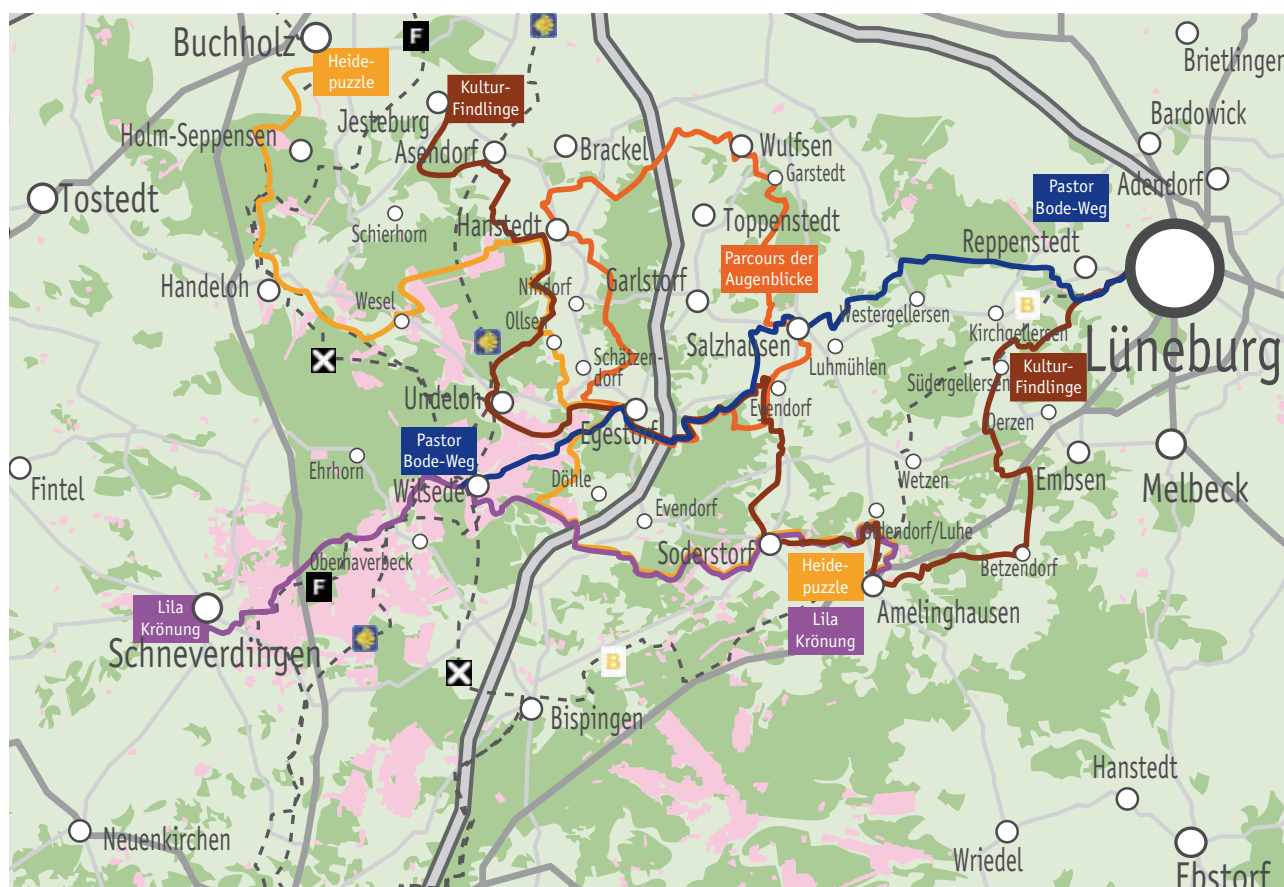 Buchholz
F
Heide-
puzzle
Kultur-
Findlinge
Brietlingen
Bardowick
Jesteburg
Holm-Seppensen
Asendorf
Brackel
Wulfsen
Garstedt
Adendorf
Pastor
Bode-Weg
Tostedt
Schierhorn
Hanstedt
Toppenstedt
Reppenstedt
Parcours der
Augenblicke
Handeloh
Wesel
Nindorf
Garlstorf
Ollsen
Westergellersen
B
Kirchgellersen
Lüneburg
Salzhausen
Luhmühlen
X
Schätzen-
dorf
Südergellersen
Kultur-
Findlinge
Undeloh
Egestorf
Eyendorf
Oerzen
Pastor
Bode-Weg
Ehrhorn
Fintel
Wilsede
Döhle
Wetzen
Embsen
Melbeck
Evendorf
Oldendorf/Luhe
Oberhaverbeck
Soderstorf
Betzendorf
F
Heide-
puzzle
Amelinghausen
Lila
Krönung
Lila
Krönung
Schneverdingen
X
B
Bispingen
Hanstedt
Neuenkirchen
Wriedel
Ebstorf